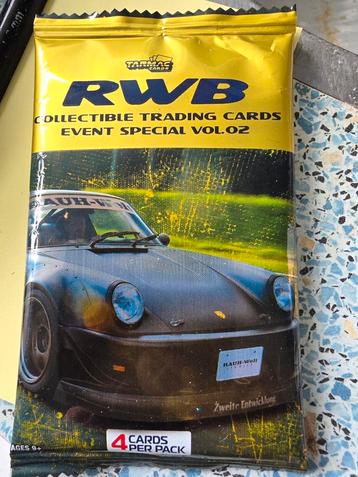 TARMAC
CARDS
RWB
COLLECTIBLE TRADING CARDS
EVENT SPECIAL VOL.02
RAUH-Welt
RAUH-Welt
Zweite Entwicklung
4 CARDS
PER PACK
AGES 9+